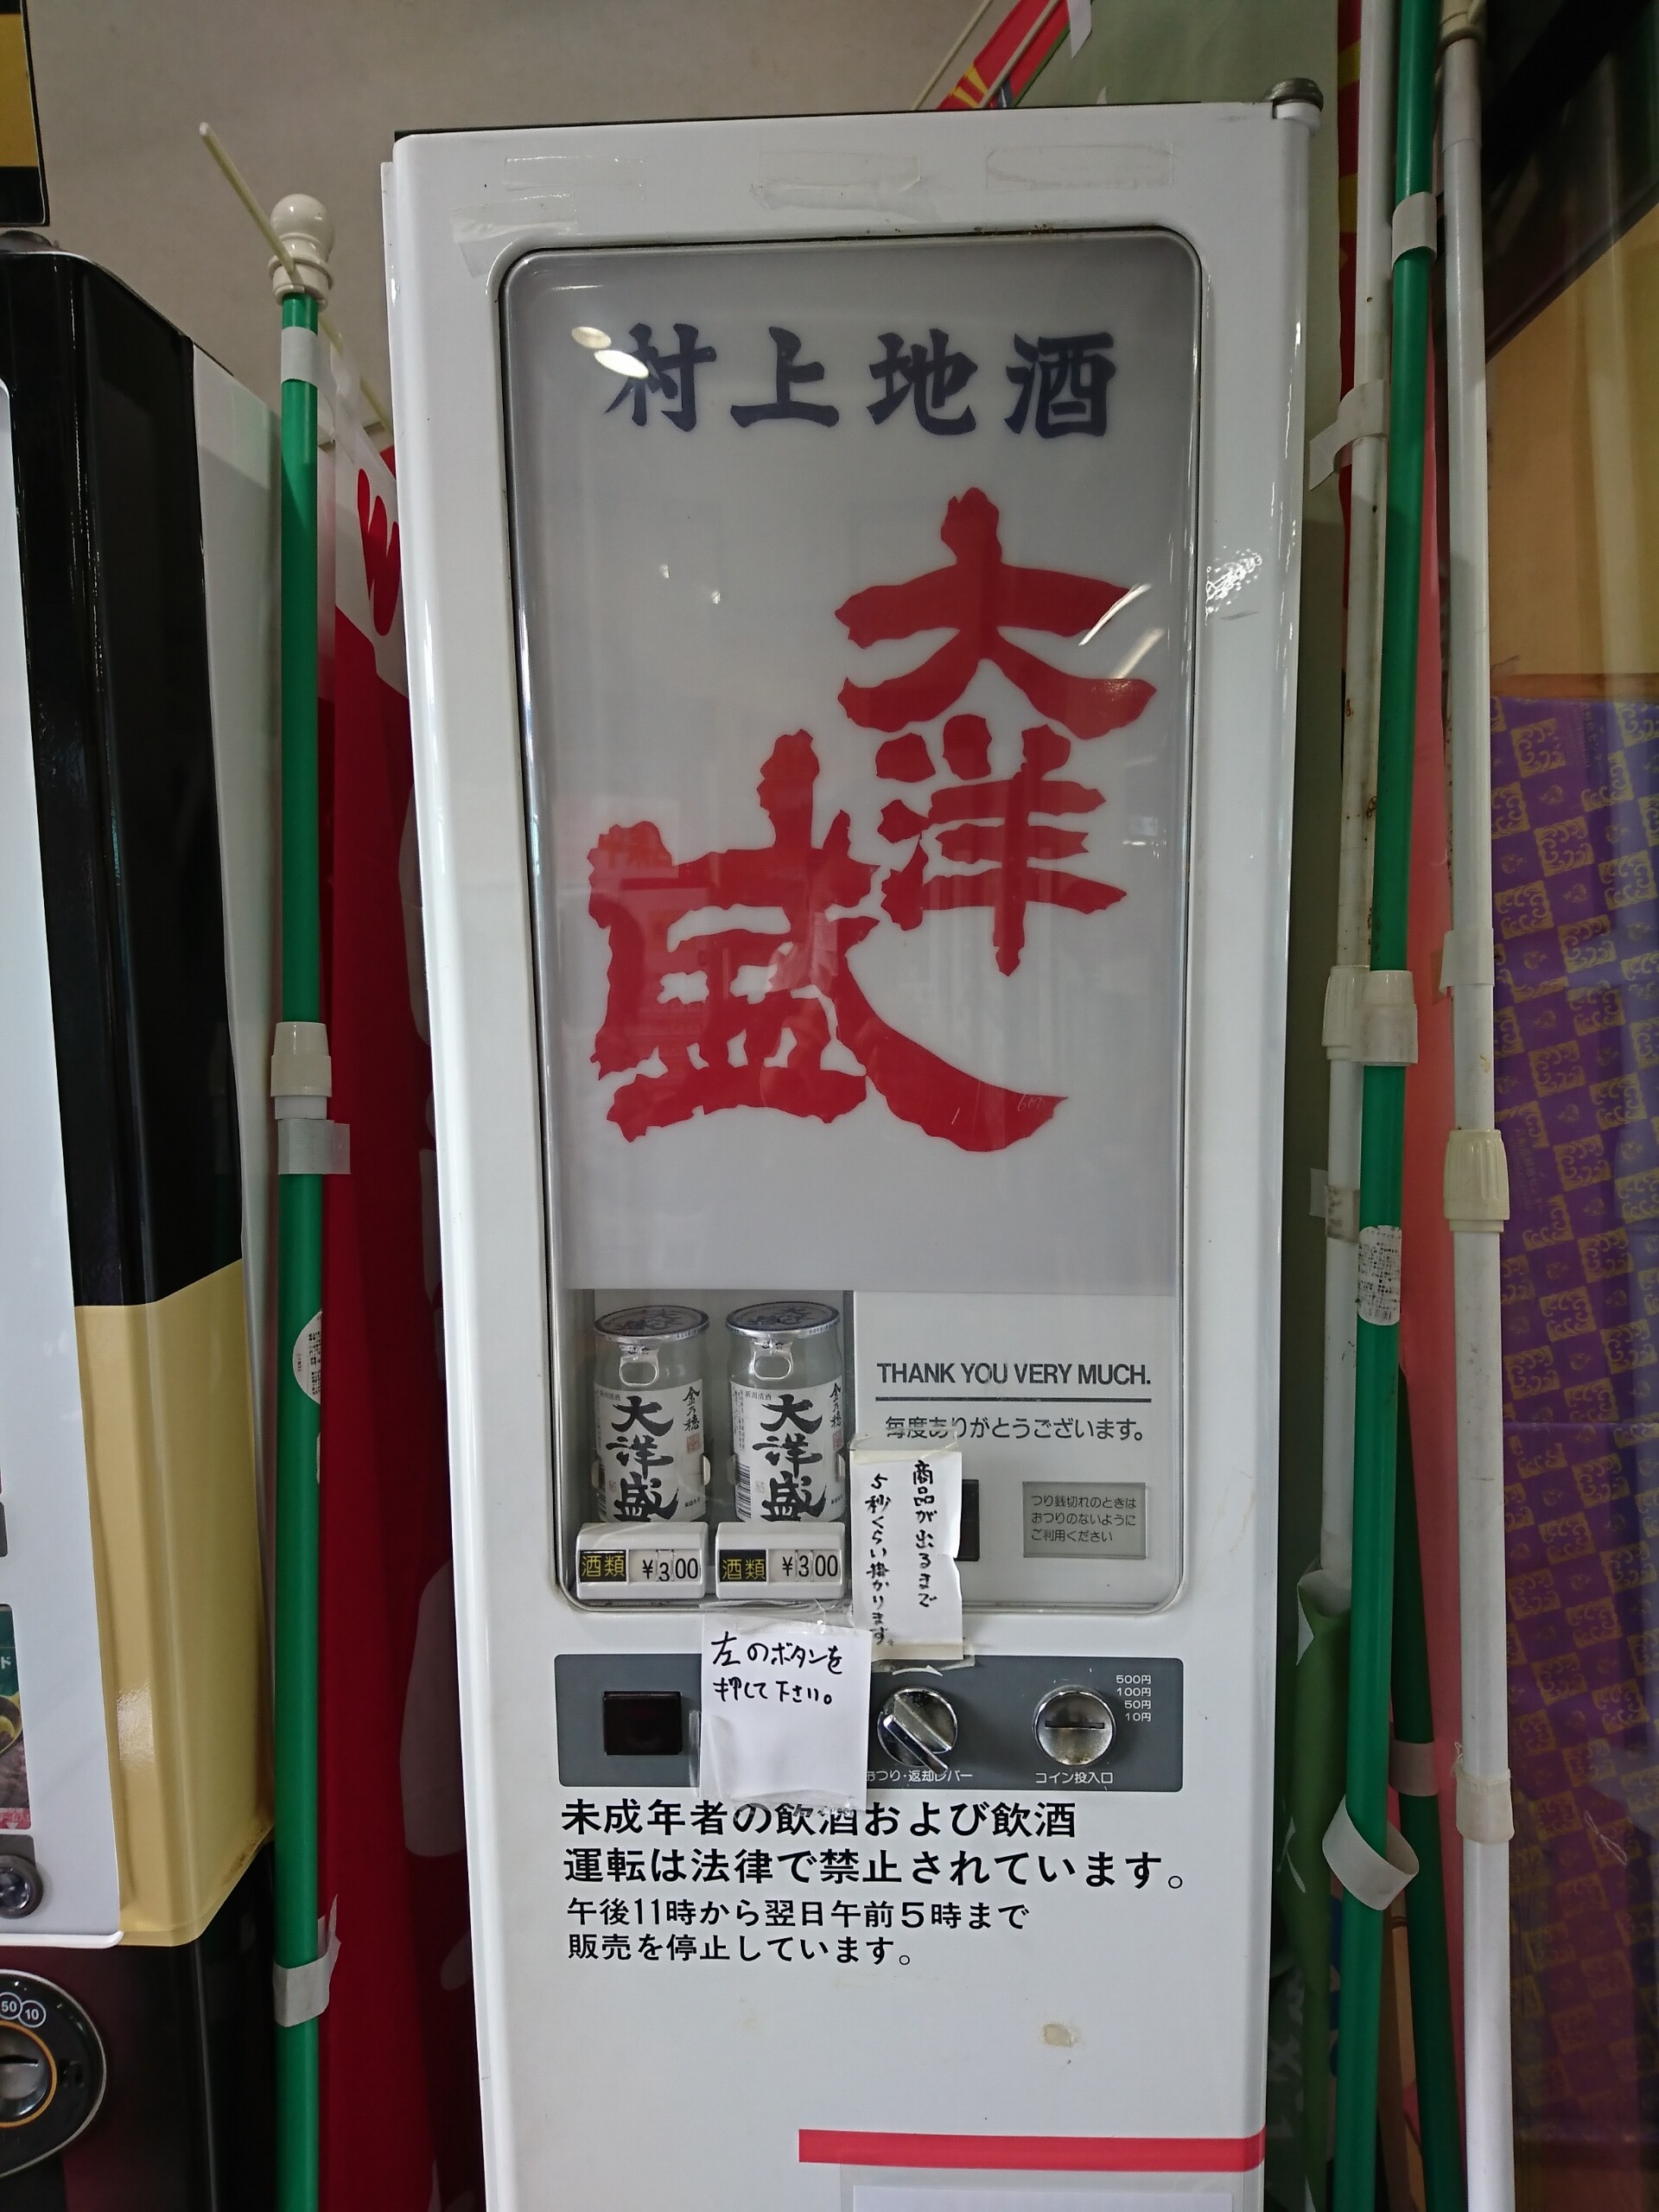 村上地酒
大洋
盛
THANK YOU VERY MUCH.
毎度ありがとうございます。
金乃穂
大洋盛
金乃穂
大洋盛
商品が出るまで
5秒くらい掛かります。
つり銭切れのときは
おつりのないように
ご利用ください
酒類 ¥300
酒類 ¥300
左のボタンを
押して下さい。
500円
100円
50円
10円
おつり・返却レバー
コイン投入口
未成年者の飲酒および飲酒
運転は法律で禁止されています。
午後11時から翌日午前5時まで
販売を停止しています。
50 10
W